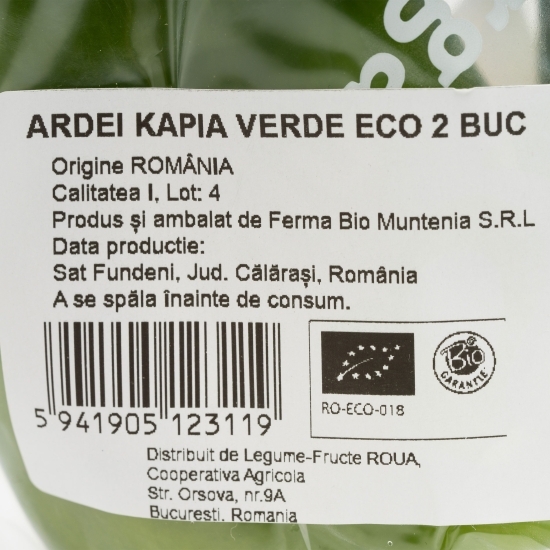 ARDEI KAPIA VERDE ECO 2 BUC
Origine ROMÂNIA
Calitatea I, Lot: 4
Produs și ambalat de Ferma Bio Muntenia S.R.L
Data productie:
Sat Fundeni, Jud. Călărași, România
A se spăla înainte de consum.
Bio
GARANTIE
RO-ECO-018
5 941905 123119
Distribuit de Legume-Fructe ROUA,
Cooperativa Agricola
Str. Orsova, nr.9A
Bucuresti. Romania